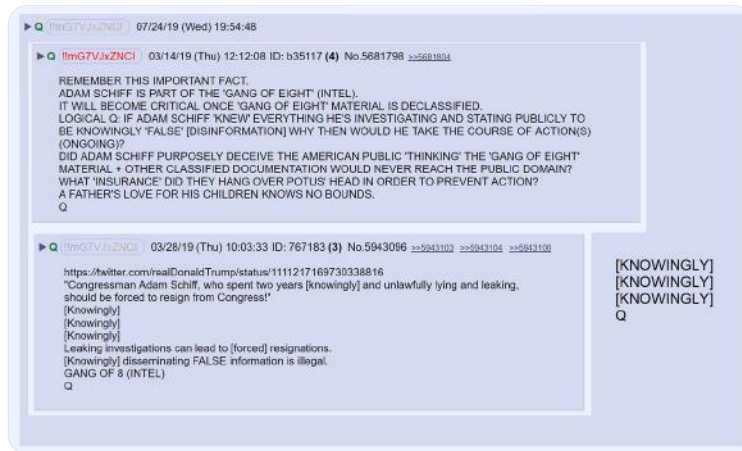 Q !!mG7VJxZNCI 07/24/19 (Wed) 19:54:48
Q !!mG7VJxZNCI 03/14/19 (Thu) 12:12:08 ID: b35117 (4) No.5681798 >>5681804
REMEMBER THIS IMPORTANT FACT.
ADAM SCHIFF IS PART OF THE 'GANG OF EIGHT' (INTEL).
IT WILL BECOME CRITICAL ONCE 'GANG OF EIGHT' MATERIAL IS DECLASSIFIED.
LOGICAL Q: IF ADAM SCHIFF 'KNEW' EVERYTHING HE'S INVESTIGATING AND STATING PUBLICLY TO
BE KNOWINGLY 'FALSE' [DISINFORMATION] WHY THEN WOULD HE TAKE THE COURSE OF ACTION(S)
(ONGOING)?
DID ADAM SCHIFF PURPOSELY DECEIVE THE AMERICAN PUBLIC 'THINKING' THE 'GANG OF EIGHT'
MATERIAL + OTHER CLASSIFIED DOCUMENTATION WOULD NEVER REACH THE PUBLIC DOMAIN?
WHAT 'INSURANCE' DID THEY HANG OVER POTUS' HEAD IN ORDER TO PREVENT ACTION?
A FATHER'S LOVE FOR HIS CHILDREN KNOWS NO BOUNDS.
Q
Q !!mG7VJxZNCI 03/28/19 (Thu) 10:03:33 ID: 767183 (3) No.5943096 >>5943103 >>5943104 >>5943106
https://twitter.com/realDonaldTrump/status/1111217169730338816
"Congressman Adam Schiff, who spent two years [knowingly] and unlawfully lying and leaking,
should be forced to resign from Congress!"
[Knowingly]
[Knowingly]
[Knowingly]
Leaking investigations can lead to [forced] resignations.
[Knowingly] disseminating FALSE information is illegal.
GANG OF 8 (INTEL)
Q
[KNOWINGLY]
[KNOWINGLY]
[KNOWINGLY]
Q